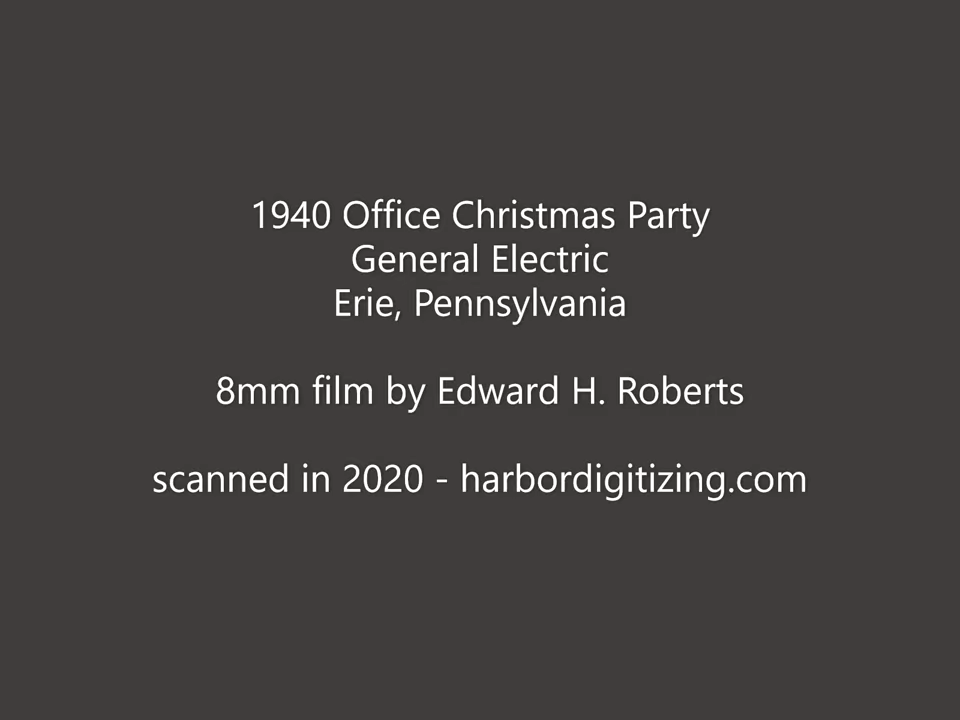 1940 Office Christmas Party
General Electric
Erie, Pennsylvania
8mm film by Edward H. Roberts
scanned in 2020 - harbordigitizing.com